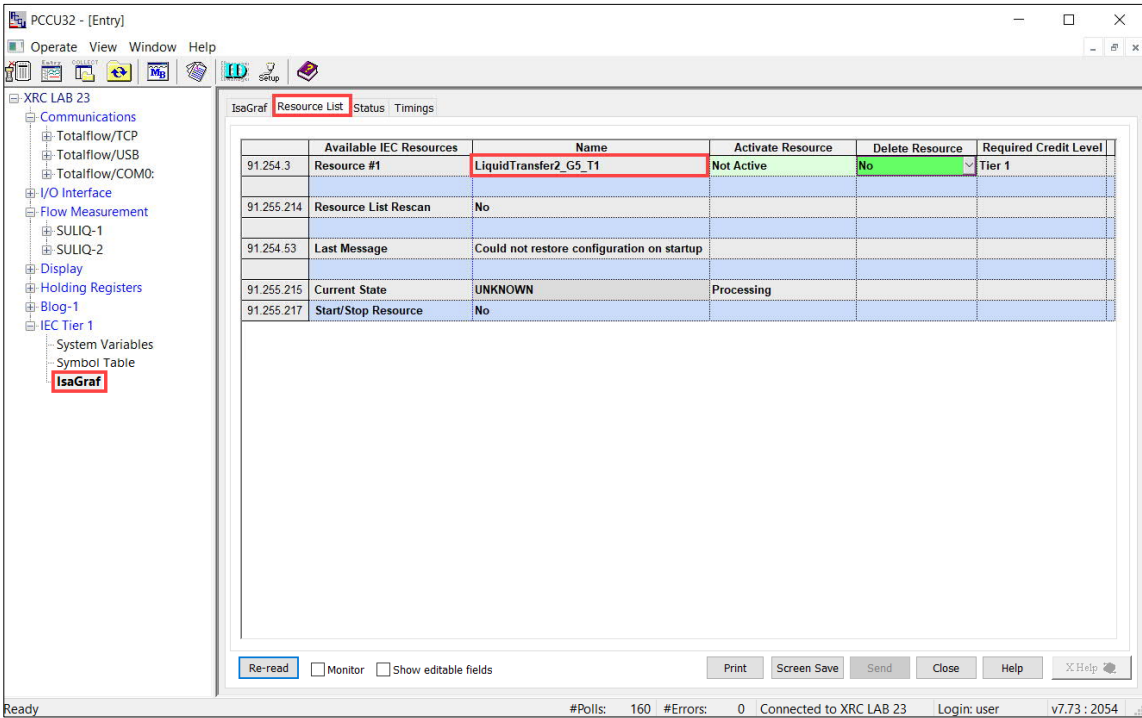 PCCU32 - [Entry]
Operate View Window Help
Entry COLLECT MB ID Manager Setup
XRC LAB 23
Communications
Totalflow/TCP
Totalflow/USB
Totalflow/COM0:
I/O Interface
Flow Measurement
SULIQ-1
SULIQ-2
Display
Holding Registers
Blog-1
IEC Tier 1
System Variables
Symbol Table
IsaGraf
IsaGraf Resource List Status Timings
Available IEC Resources Name Activate Resource Delete Resource Required Credit Level
91.254.3 Resource #1 LiquidTransfer2_G5_T1 Not Active No Tier 1
91.255.214 Resource List Rescan No
91.254.53 Last Message Could not restore configuration on startup
91.255.215 Current State UNKNOWN Processing
91.255.217 Start/Stop Resource No
Re-read Monitor Show editable fields Print Screen Save Send Close Help X Help
Ready #Polls: 160 #Errors: 0 Connected to XRC LAB 23 Login: user v7.73 : 2054